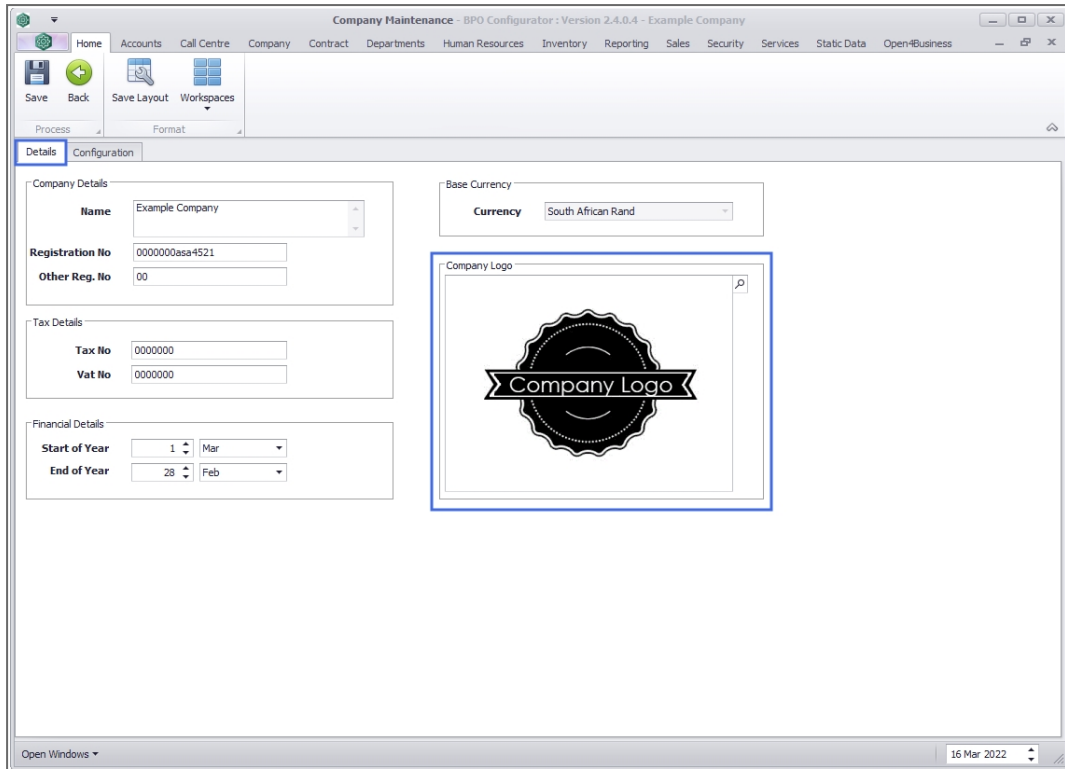 Company Maintenance - BPO Configurator : Version 2.4.0.4 - Example Company
Home Accounts Call Centre Company Contract Departments Human Resources Inventory Reporting Sales Security Services Static Data Open4Business
Save Back Save Layout Workspaces
Process Format
Details Configuration
Company Details
Name Example Company
Registration No 0000000asa4521
Other Reg. No 00
Tax Details
Tax No 0000000
Vat No 0000000
Financial Details
Start of Year 1 Mar
End of Year 28 Feb
Base Currency
Currency South African Rand
Company Logo
Company Logo
Open Windows 16 Mar 2022